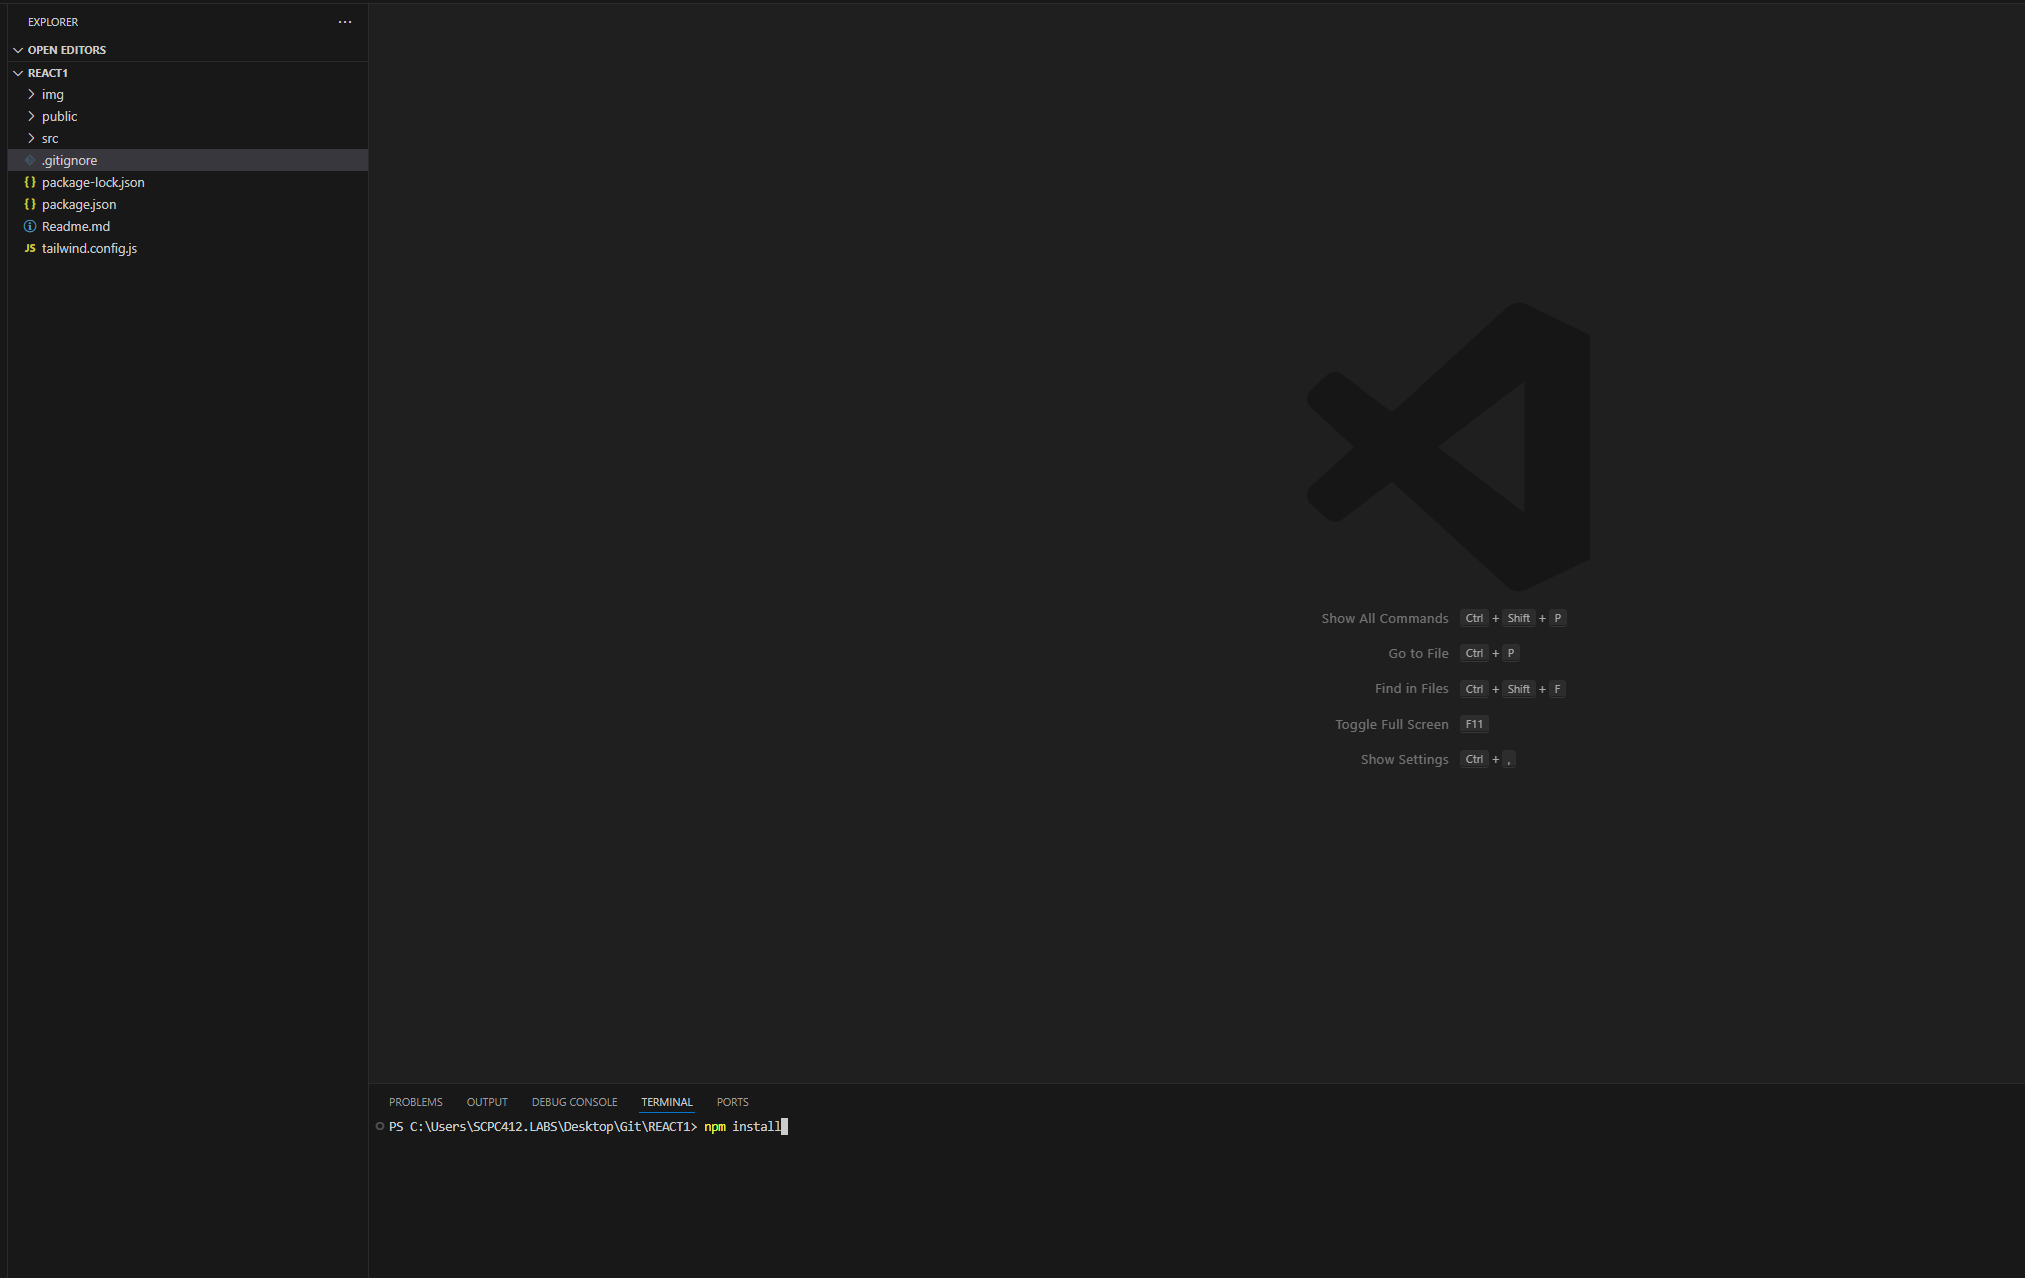 EXPLORER
OPEN EDITORS
REACT1
img
public
src
.gitignore
{} package-lock.json
{} package.json
Readme.md
JS tailwind.config.js
Show All Commands Ctrl + Shift + P
Go to File Ctrl + P
Find in Files Ctrl + Shift + F
Toggle Full Screen F11
Show Settings Ctrl + ,
PROBLEMS OUTPUT DEBUG CONSOLE TERMINAL PORTS
PS C:\Users\SCPC412.LABS\Desktop\Git\REACT1> npm install